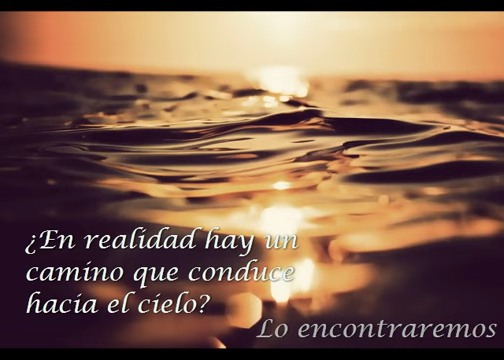 ¿En realidad hay un
camino que conduce
hacia el cielo?
Lo encontraremos